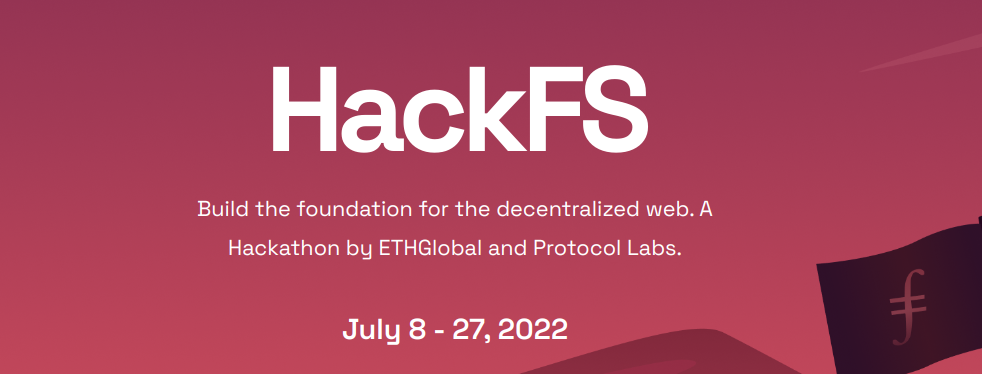 HackFS
Build the foundation for the decentralized web. A
Hackathon by ETHGlobal and Protocol Labs.
July 8 - 27, 2022